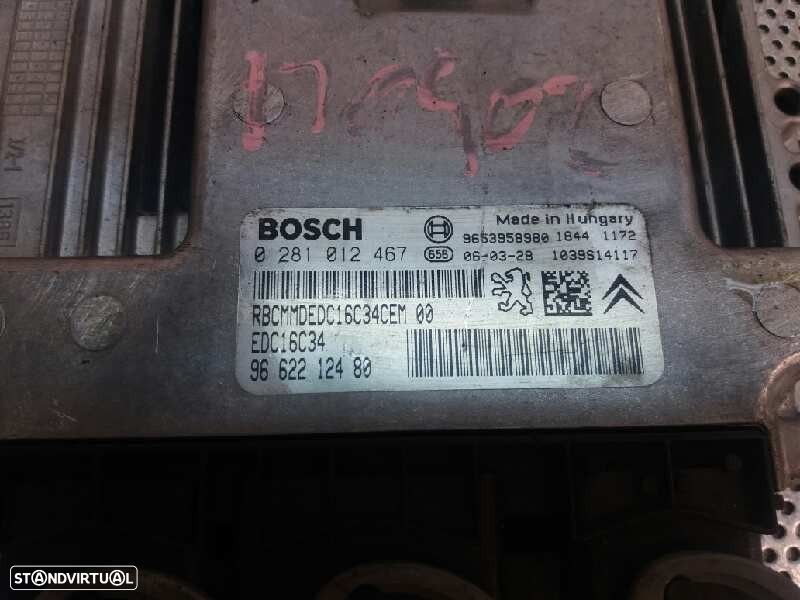 BOSCH
Made in Hungary
9653958980 1844 1172
0 281 012 467
656
06-03-28 1039S14117
RBCMMDEDC16C34CEM 00
EDC16C34
96 622 124 80
STANDVIRTUAL